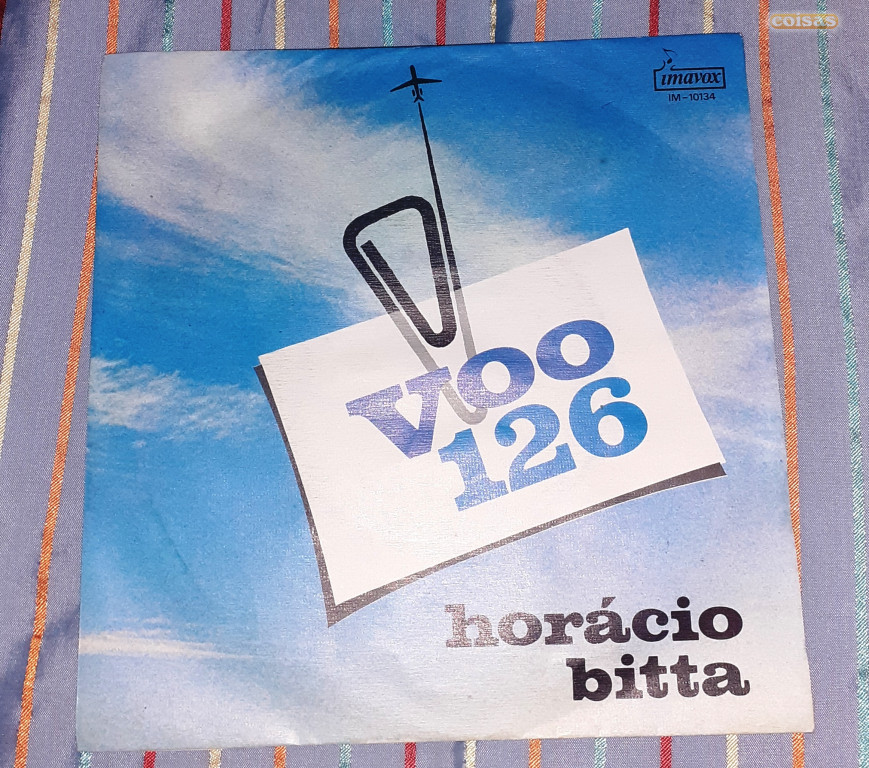 coisas
imavox
IM-10134
voo
126
horácio
bitta